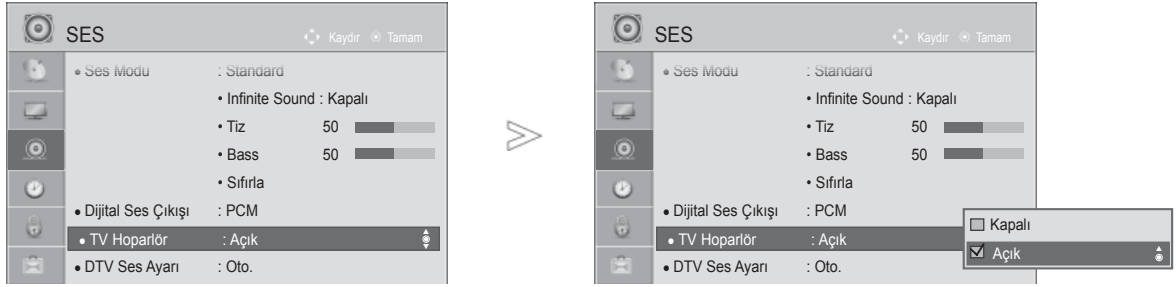 SES Kaydır Tamam
• Ses Modu : Standard
• Infinite Sound : Kapalı
• Tiz 50
• Bass 50
• Sıfırla
• Dijital Ses Çıkışı : PCM
• TV Hoparlör : Açık
• DTV Ses Ayarı : Oto.
SES Kaydır Tamam
• Ses Modu : Standard
• Infinite Sound : Kapalı
• Tiz 50
• Bass 50
• Sıfırla
• Dijital Ses Çıkışı : PCM
• TV Hoparlör : Açık
• DTV Ses Ayarı : Oto.
Kapalı
Açık